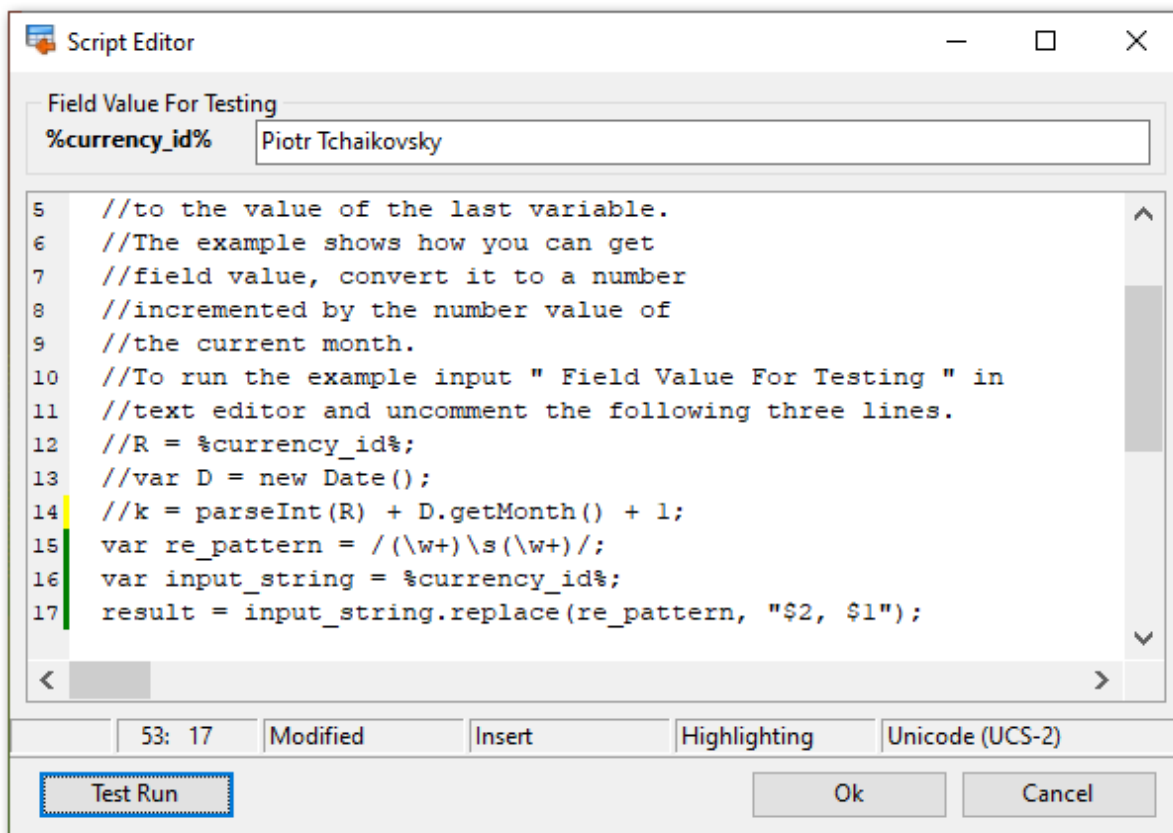 Script Editor
Field Value For Testing
%currency_id% Piotr Tchaikovsky
5 //to the value of the last variable.
6 //The example shows how you can get
7 //field value, convert it to a number
8 //incremented by the number value of
9 //the current month.
10 //To run the example input " Field Value For Testing " in
11 //text editor and uncomment the following three lines.
12 //R = %currency_id%;
13 //var D = new Date();
14 //k = parseInt(R) + D.getMonth() + 1;
15 var re_pattern = /(\w+)\s(\w+)/;
16 var input_string = %currency_id%;
17 result = input_string.replace(re_pattern, "$2, $1");
53: 17 Modified Insert Highlighting Unicode (UCS-2)
Test Run Ok Cancel